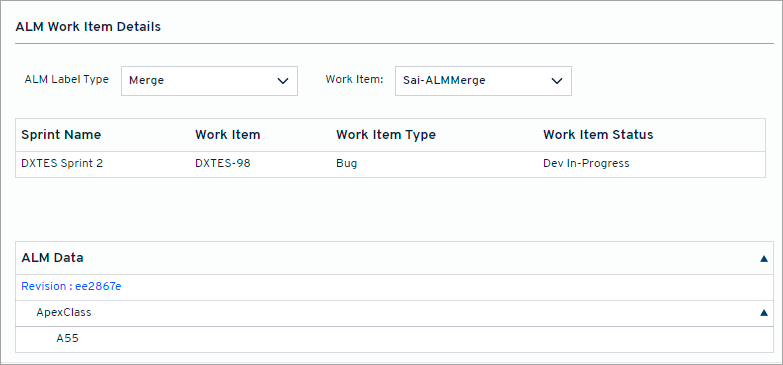 ALM Work Item Details
ALM Label Type Merge Work Item: Sai-ALMMerge
Sprint Name Work Item Work Item Type Work Item Status
DXTES Sprint 2 DXTES-98 Bug Dev In-Progress
ALM Data
Revision : ee2867e
ApexClass
A55